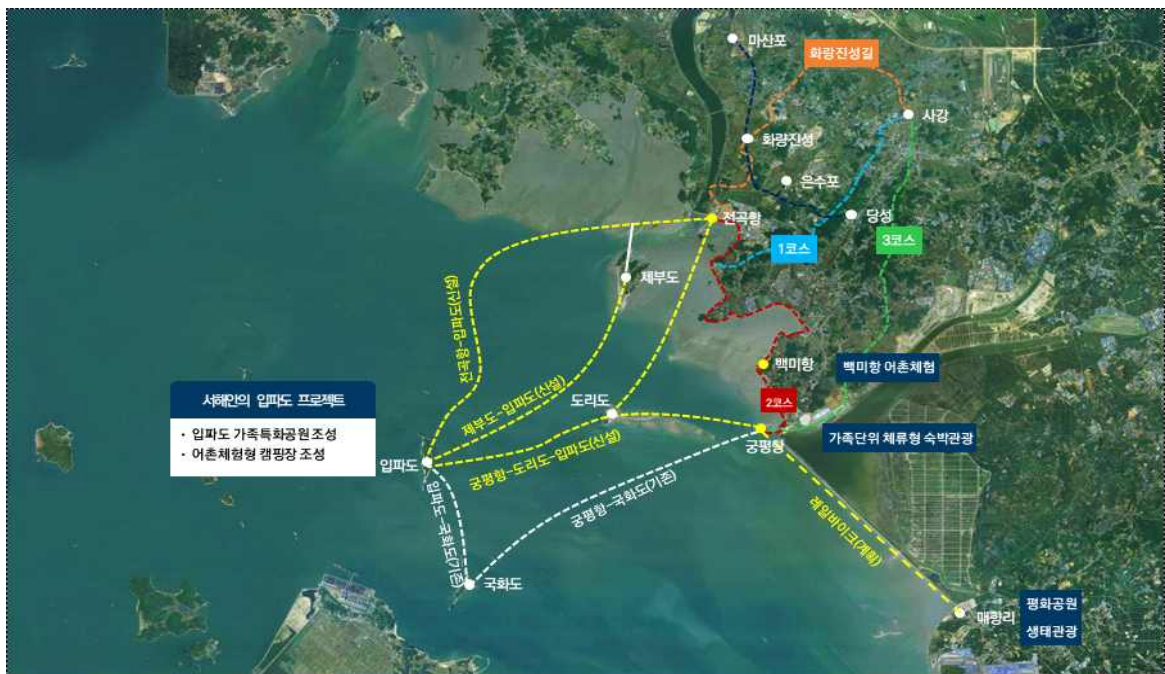 마산포
화랑진성길
사강
화량진성
은수포
당성
전곡항
1코스
3코스
제부도
전곡항-입파도(신설)
백미항
백미항 어촌체험
제부도-입파도(신설)
서해안의 입파도 프로젝트
• 입파도 가족특화공원 조성
• 어촌체험형 캠핑장 조성
도리도
2코스
궁평항
가족단위 체류형 숙박관광
입파도
궁평항-도리도-입파도(신설)
궁평항-국화도(기존)
입파도-국화도(기존)
레일바이크(계획)
국화도
매향리
평화공원
생태관광